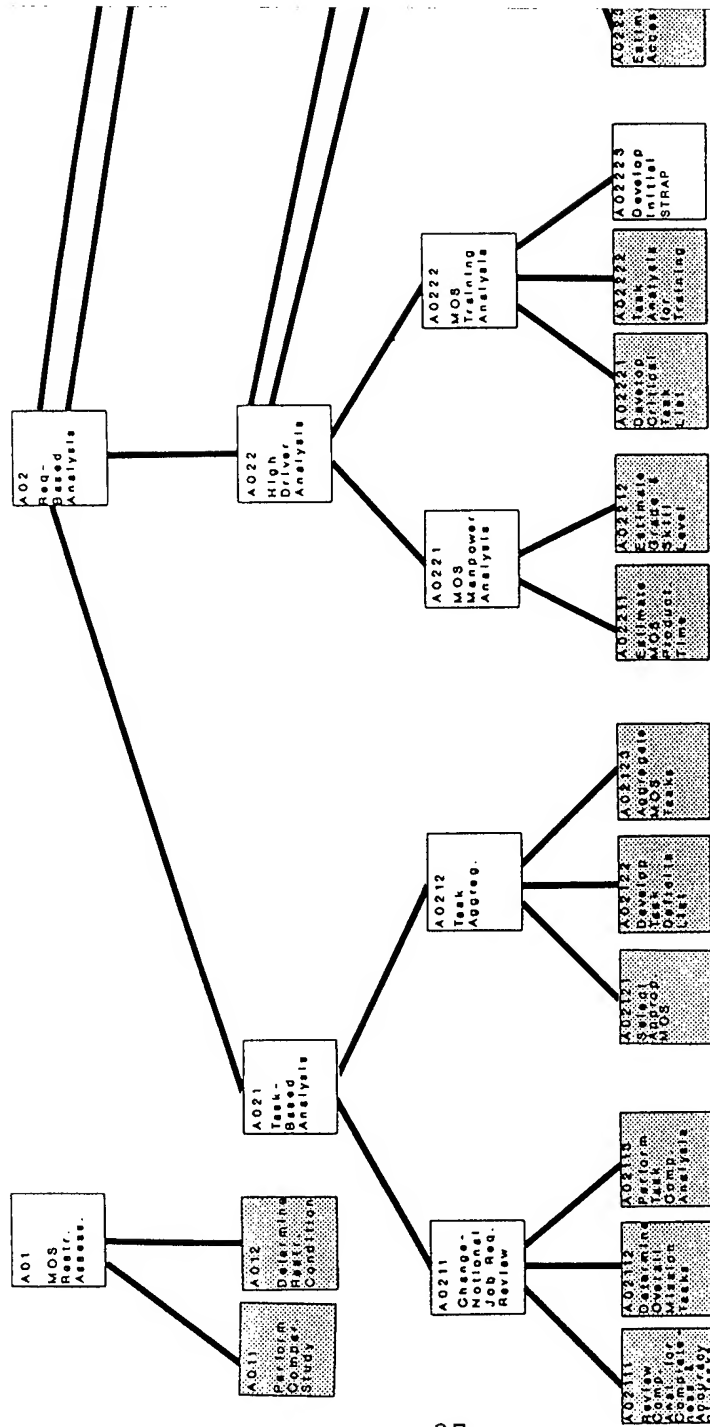 A01
MOS
Restr.
Assess.
A011
Perform
Compar.
Study
A012
Determine
Restr.
Condition
A02
Req-
Based
Analysis
A021
Task-
Based
Analysis
A022
High
Driver
Analysis
A0211
Change-
Notional
Job Req.
Review
A0212
Task
Aggreg.
A0221
MOS
Manpower
Analysis
A0222
MOS
Training
Analysis
A02111
Review
Comp.
Anal. for
Complete-
ness &
Accuracy
A02112
Determine
Overall
Mission
Tasks
A02113
Perform
Task
Comp.
Analysis
A02121
Select
Approp.
MOS
A02122
Develop
Task
Deficits
List
A02123
Aggregate
MOS
Tasks
A02211
Estimate
MOS
Product.
Time
A02212
Estimate
Grade &
Skill
Level
A02221
Develop
Critical
Task
List
A02222
Task
Analysis
for
Training
A02223
Develop
Initial
STRAP